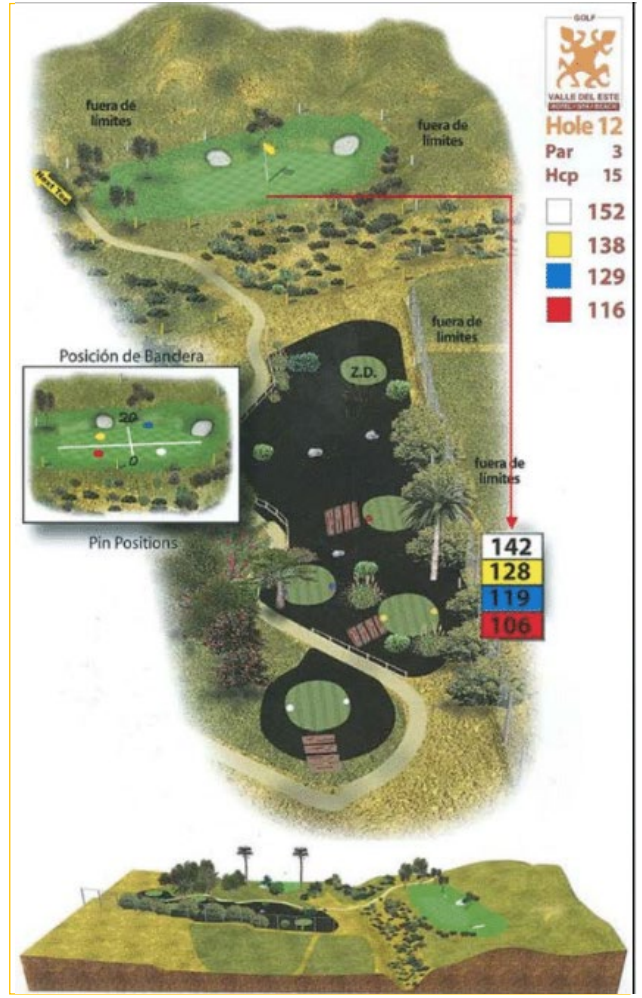 GOLF
VALLE DEL ESTE
HOTEL · SPA · BEACH
Hole 12
Par 3
Hcp 15
152
138
129
116
fuera de
límites
fuera de
límites
Next Tee
fuera de
límites
Posición de Bandera
Z.D.
20
0
fuera de
límites
Pin Positions
142
128
119
106